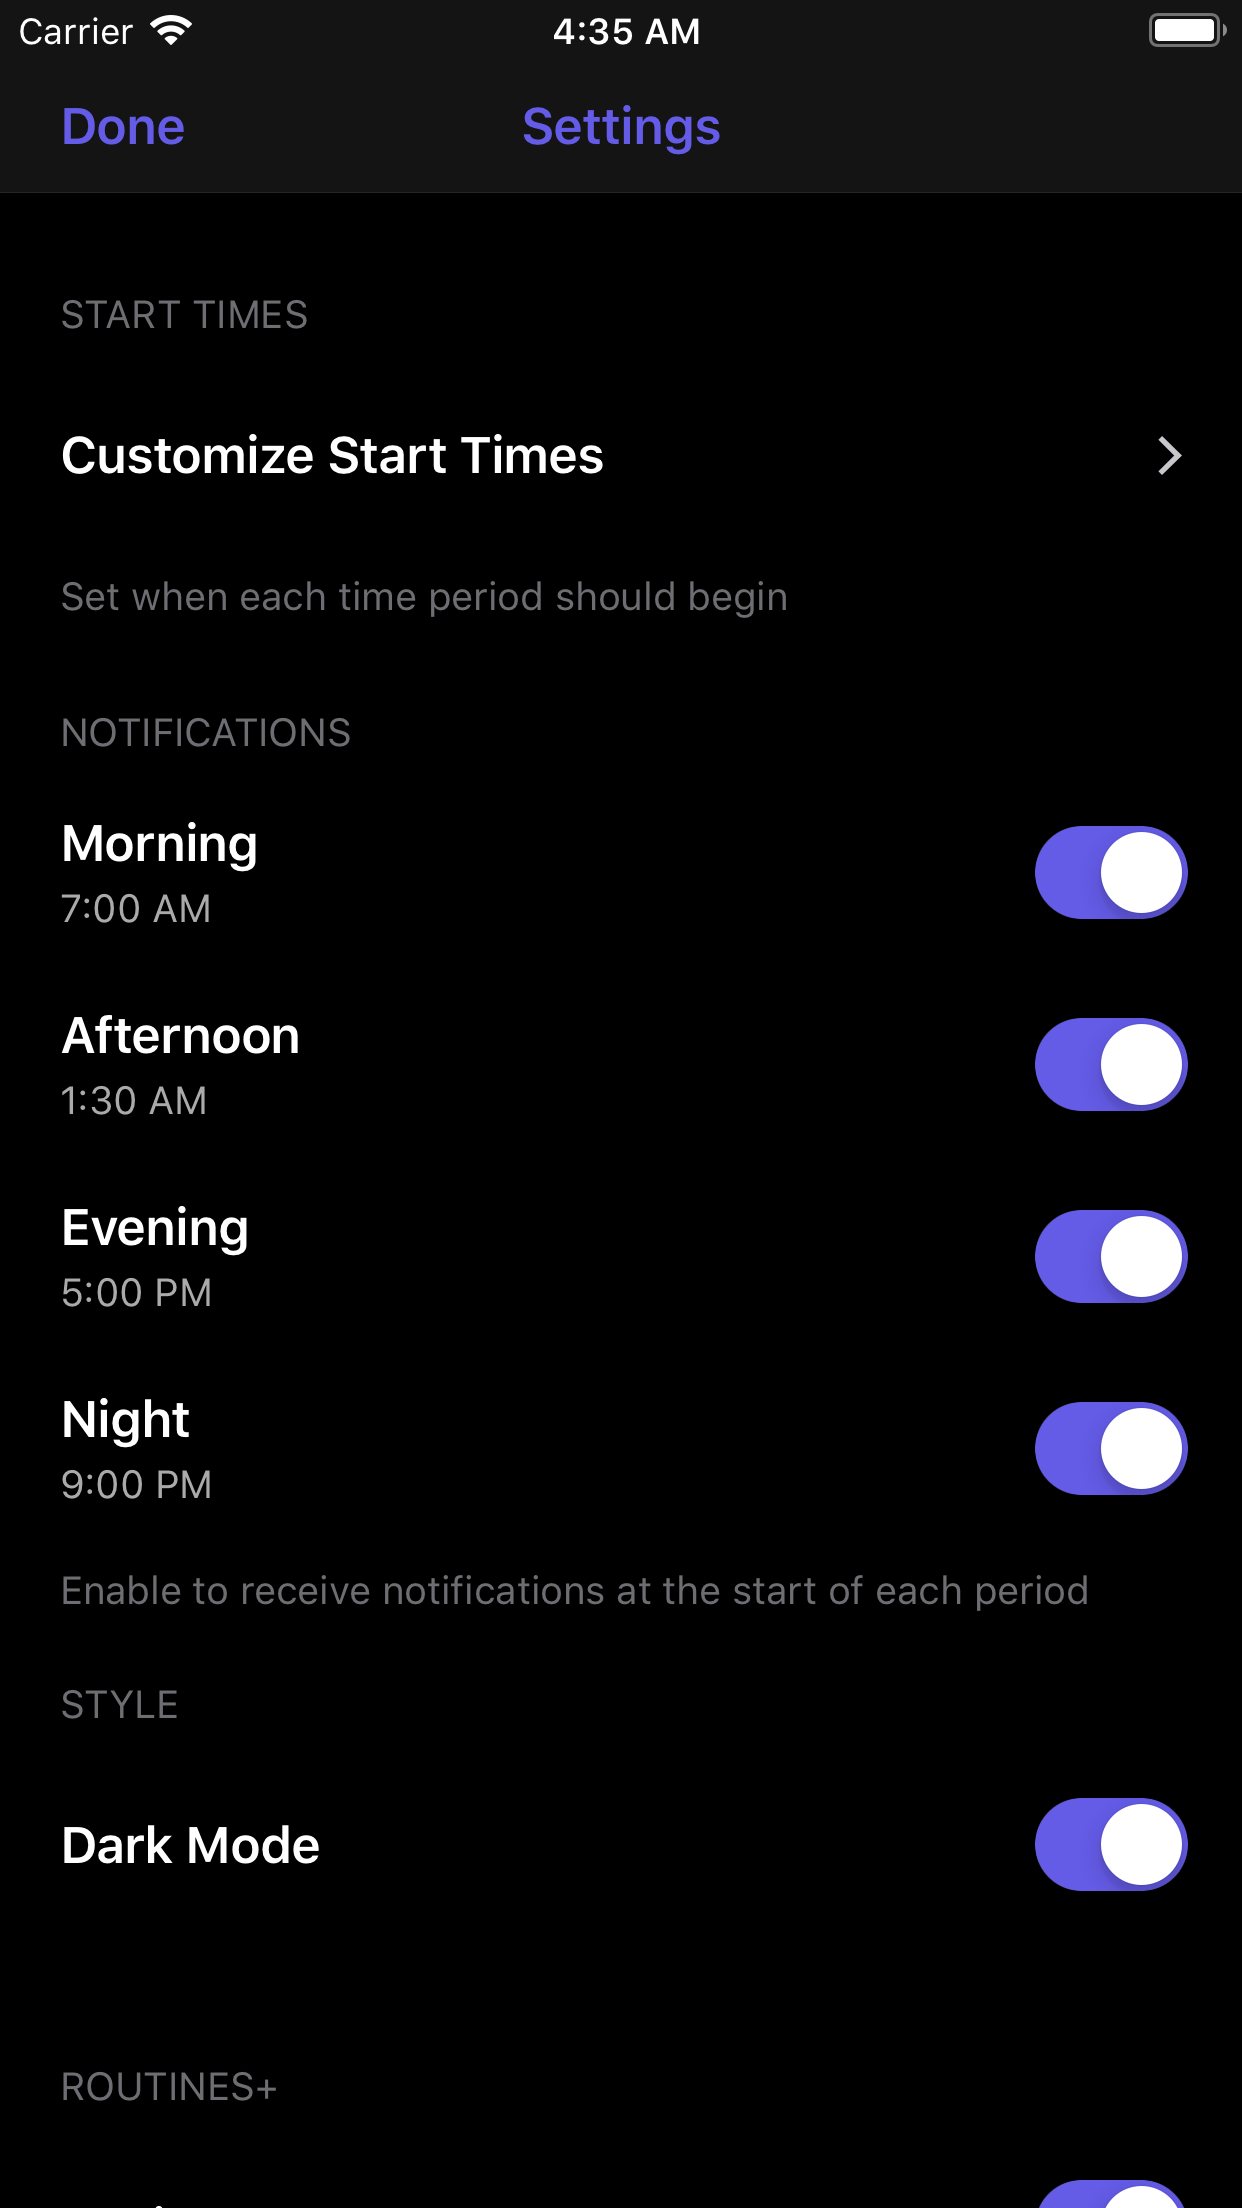 Carrier 4:35 AM
Done Settings
START TIMES
Customize Start Times
Set when each time period should begin
NOTIFICATIONS
Morning
7:00 AM
Afternoon
1:30 AM
Evening
5:00 PM
Night
9:00 PM
Enable to receive notifications at the start of each period
STYLE
Dark Mode
ROUTINES+